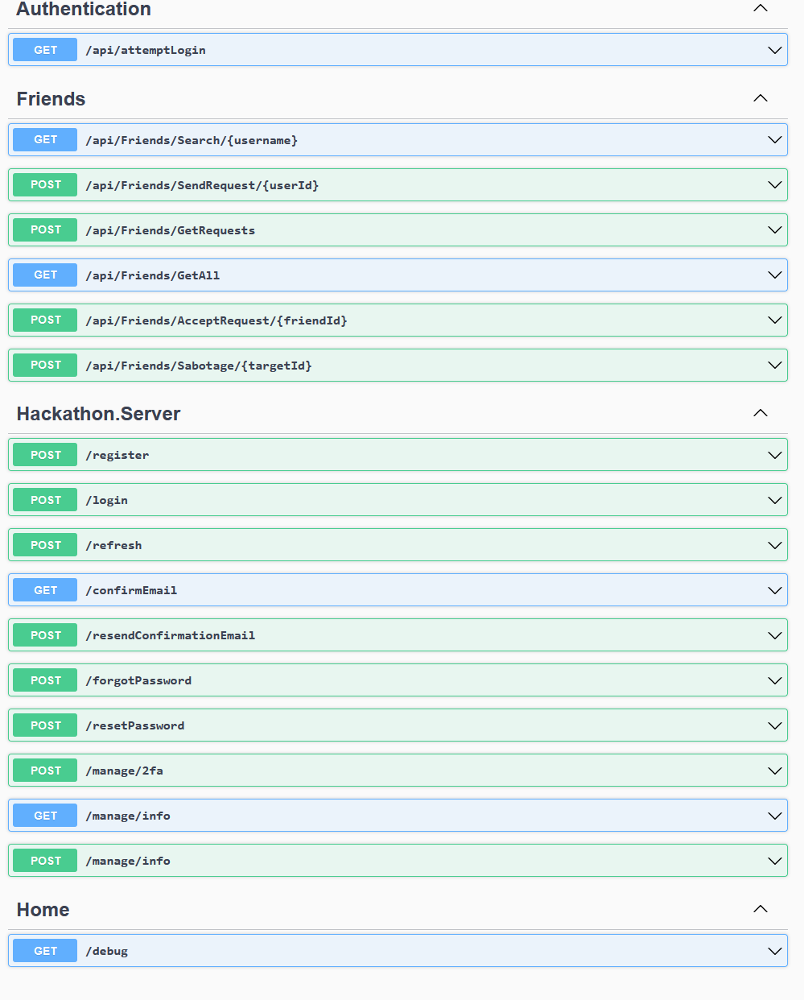 Authentication
GET /api/attemptLogin
Friends
GET /api/Friends/Search/{username}
POST /api/Friends/SendRequest/{userId}
POST /api/Friends/GetRequests
GET /api/Friends/GetAll
POST /api/Friends/AcceptRequest/{friendId}
POST /api/Friends/Sabotage/{targetId}
Hackathon.Server
POST /register
POST /login
POST /refresh
GET /confirmEmail
POST /resendConfirmationEmail
POST /forgotPassword
POST /resetPassword
POST /manage/2fa
GET /manage/info
POST /manage/info
Home
GET /debug